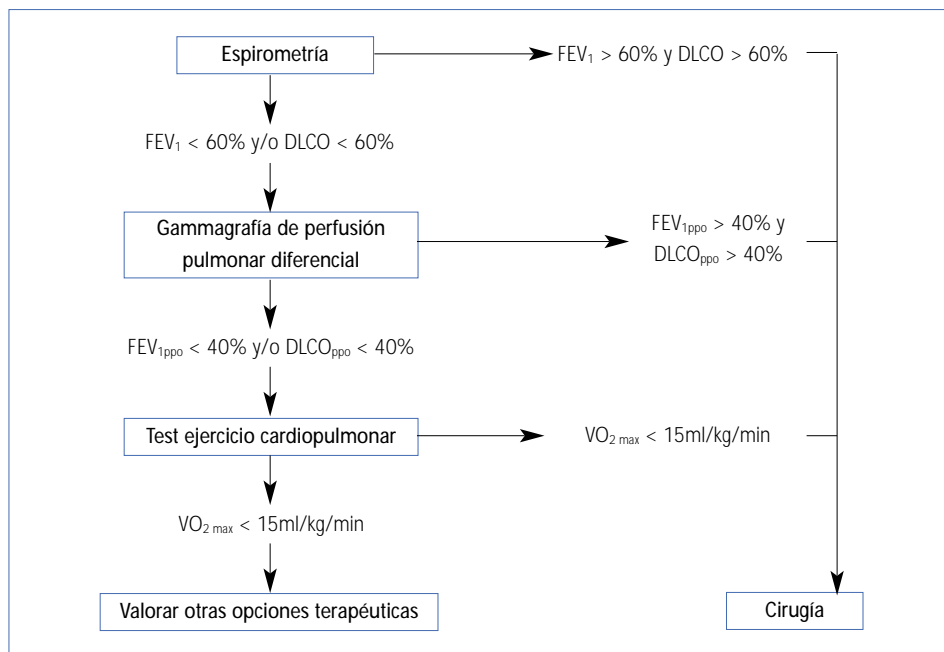 Espirometría
FEV₁ > 60% y DLCO > 60%
FEV₁ < 60% y/o DLCO < 60%
Gammagrafía de perfusión
pulmonar diferencial
FEV₁ppo > 40% y
DLCOppo > 40%
FEV₁ppo < 40% y/o DLCOppo < 40%
Test ejercicio cardiopulmonar
VO₂ max < 15ml/kg/min
VO₂ max < 15ml/kg/min
Valorar otras opciones terapéuticas
Cirugía